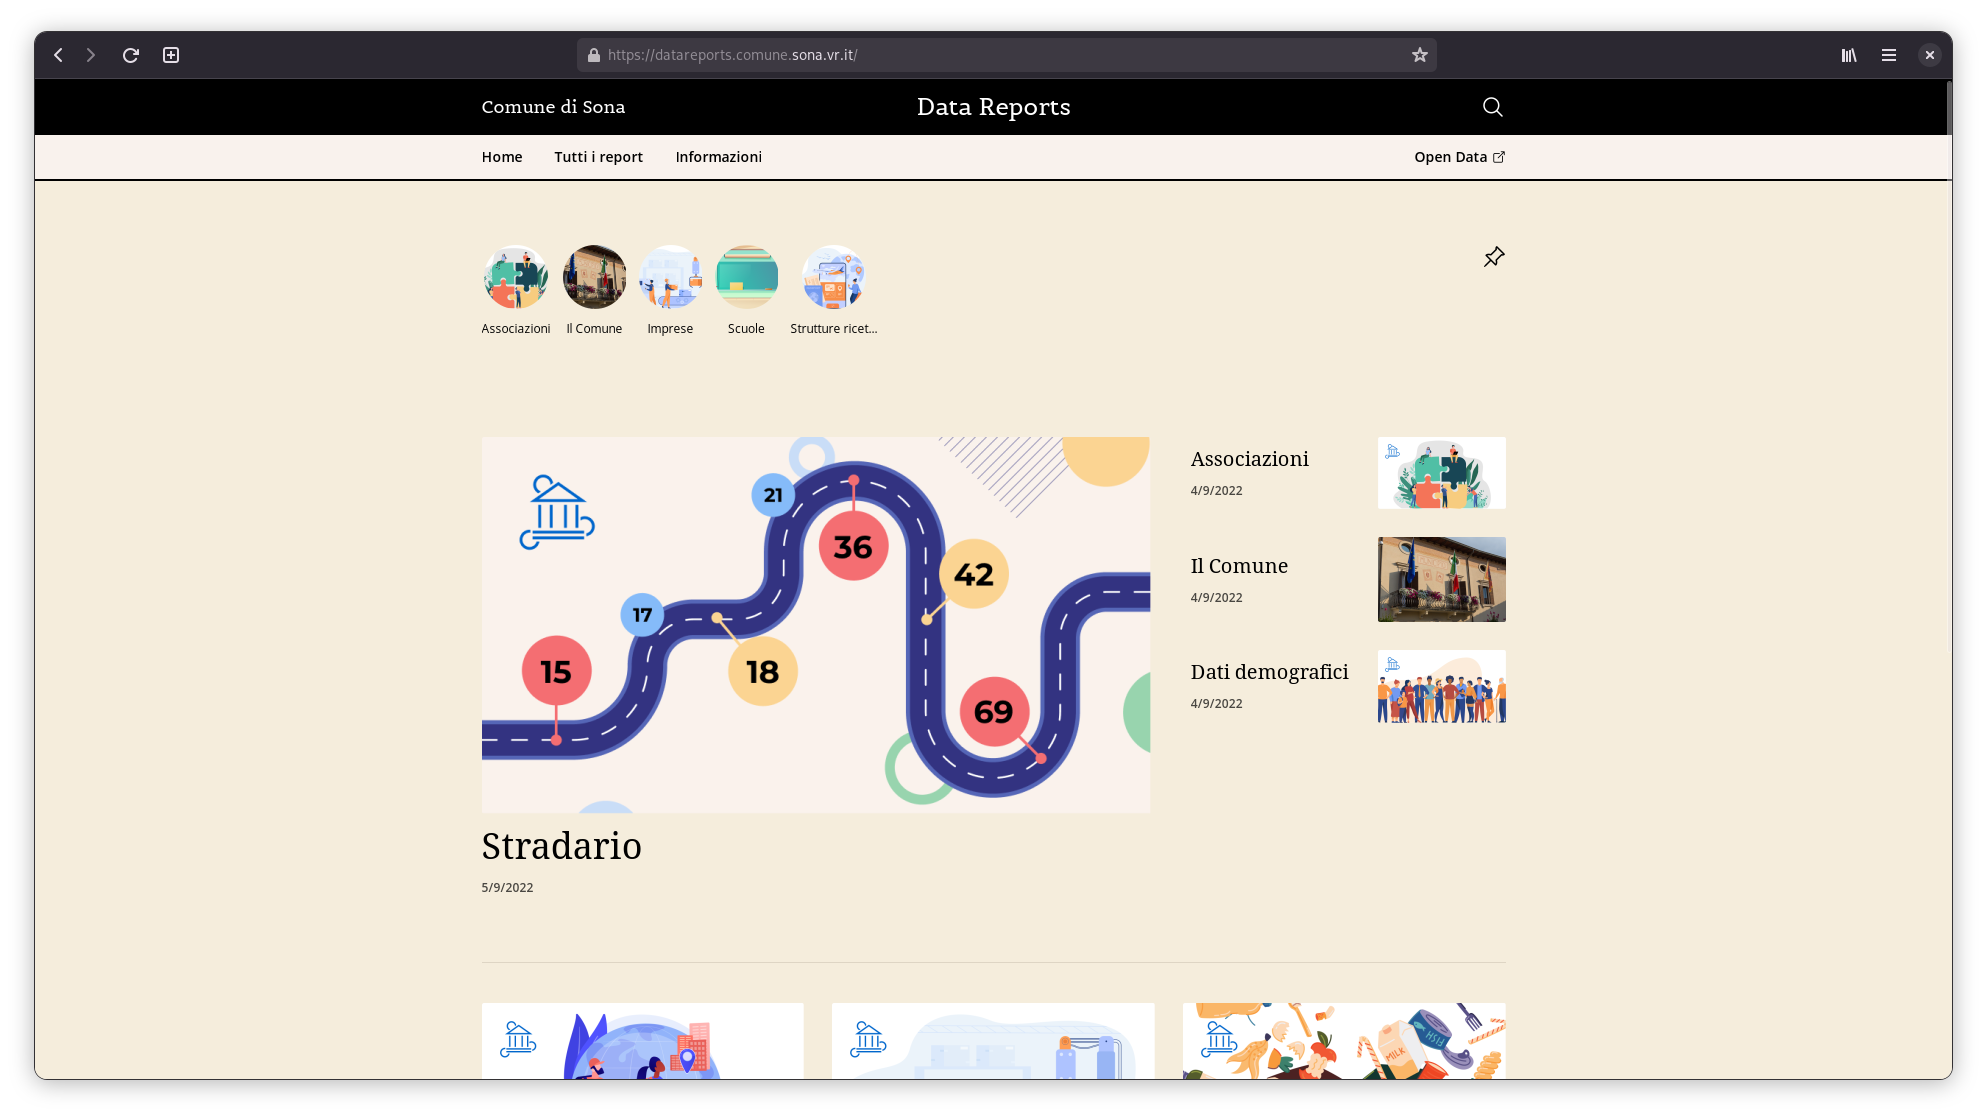 https://datareports.comune.sona.vr.it/
Comune di Sona
Data Reports
Home
Tutti i report
Informazioni
Open Data
Associazioni
Il Comune
Imprese
Scuole
Strutture ricet...
21
36
42
17
15
18
69
Associazioni
4/9/2022
Il Comune
4/9/2022
Dati demografici
4/9/2022
Stradario
5/9/2022
MILK
FISH